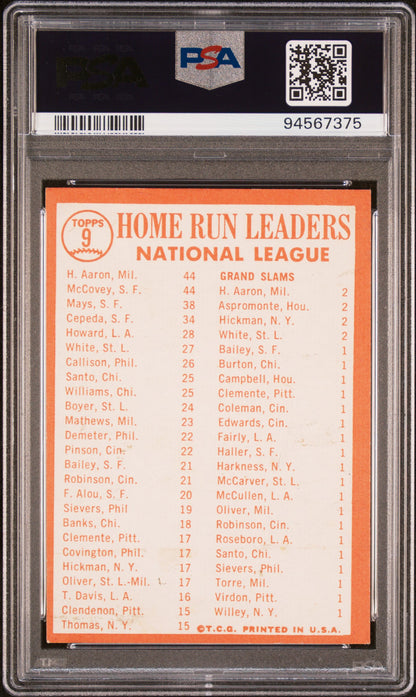 PSA
PSA
94567375
TOPPS
9
HOME RUN LEADERS
NATIONAL LEAGUE
H. Aaron, Mil. 44
McCovey, S. F. 44
Mays, S. F. 38
Cepeda, S. F. 34
Howard, L. A. 28
White, St. L. 27
Callison, Phil. 26
Santo, Chi. 25
Williams, Chi. 25
Boyer, St. L. 24
Mathews, Mil. 23
Demeter, Phil. 22
Pinson, Cin. 22
Bailey, S. F. 21
Robinson, Cin. 21
F. Alou, S. F. 20
Sievers, Phil 19
Banks, Chi. 18
Clemente, Pitt. 17
Covington, Phil. 17
Hickman, N. Y. 17
Oliver, St. L.-Mil. 17
T. Davis, L. A. 16
Clendenon, Pitt. 15
Thomas, N. Y. 15
GRAND SLAMS
H. Aaron, Mil. 2
Aspromonte, Hou. 2
Hickman, N. Y. 2
White, St. L. 2
Bailey, S. F. 1
Burton, Chi. 1
Campbell, Hou. 1
Clemente, Pitt. 1
Coleman, Cin. 1
Edwards, Cin. 1
Fairly, L. A. 1
Haller, S. F. 1
Harkness, N. Y. 1
McCarver, St. L. 1
McCullen, L. A. 1
Oliver, Mil. 1
Robinson, Cin. 1
Roseboro, L. A. 1
Santo, Chi. 1
Sievers, Phil. 1
Torre, Mil. 1
Virdon, Pitt. 1
Willey, N. Y. 1
©T.C.G. PRINTED IN U.S.A.